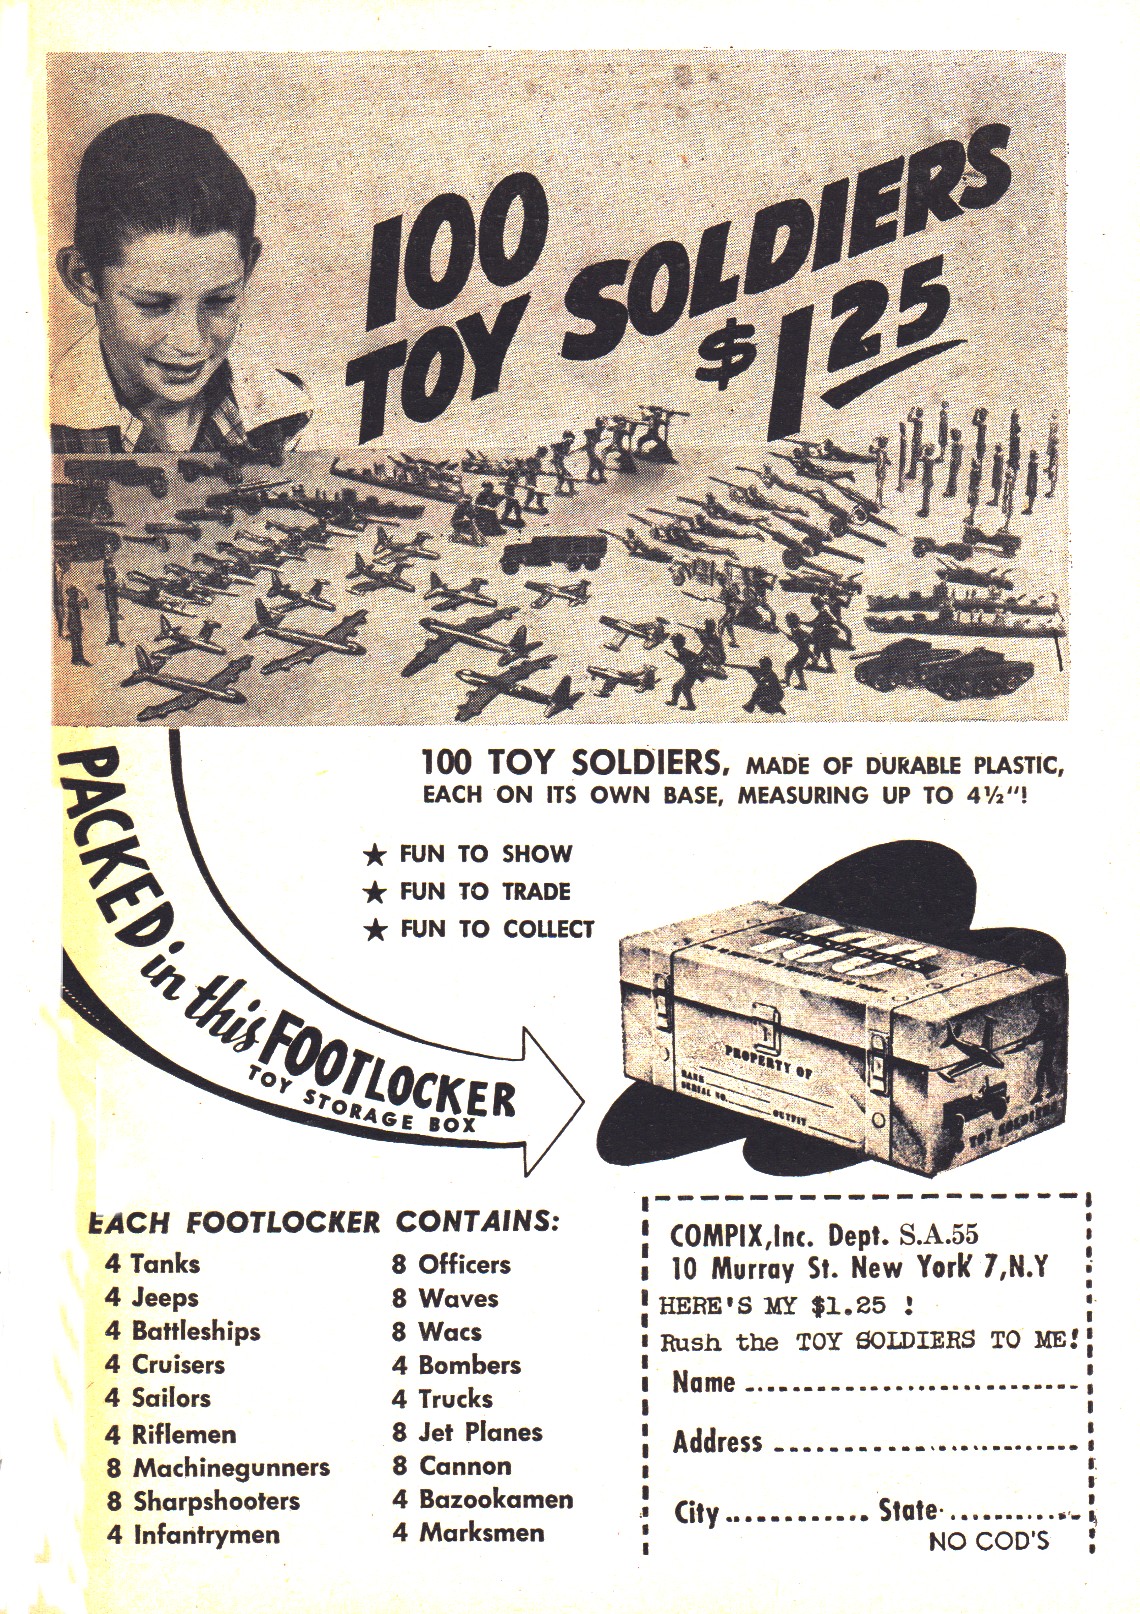 100
TOY SOLDIERS
$1.25
100 TOY SOLDIERS, MADE OF DURABLE PLASTIC,
EACH ON ITS OWN BASE, MEASURING UP TO 4½"!
★ FUN TO SHOW
★ FUN TO TRADE
★ FUN TO COLLECT
PACKED in this FOOTLOCKER
TOY STORAGE BOX
100
PROPERTY OF
SERIAL NO.
OUTFIT
TOY SOLDIERS
EACH FOOTLOCKER CONTAINS:
4 Tanks
4 Jeeps
4 Battleships
4 Cruisers
4 Sailors
4 Riflemen
8 Machinegunners
8 Sharpshooters
4 Infantrymen
8 Officers
8 Waves
8 Wacs
4 Bombers
4 Trucks
8 Jet Planes
8 Cannon
4 Bazookamen
4 Marksmen
COMPIX,Inc. Dept. S.A.55
10 Murray St. New York 7,N.Y
HERE'S MY $1.25 !
Rush the TOY SOLDIERS TO ME!
Name
Address
City State
NO COD'S